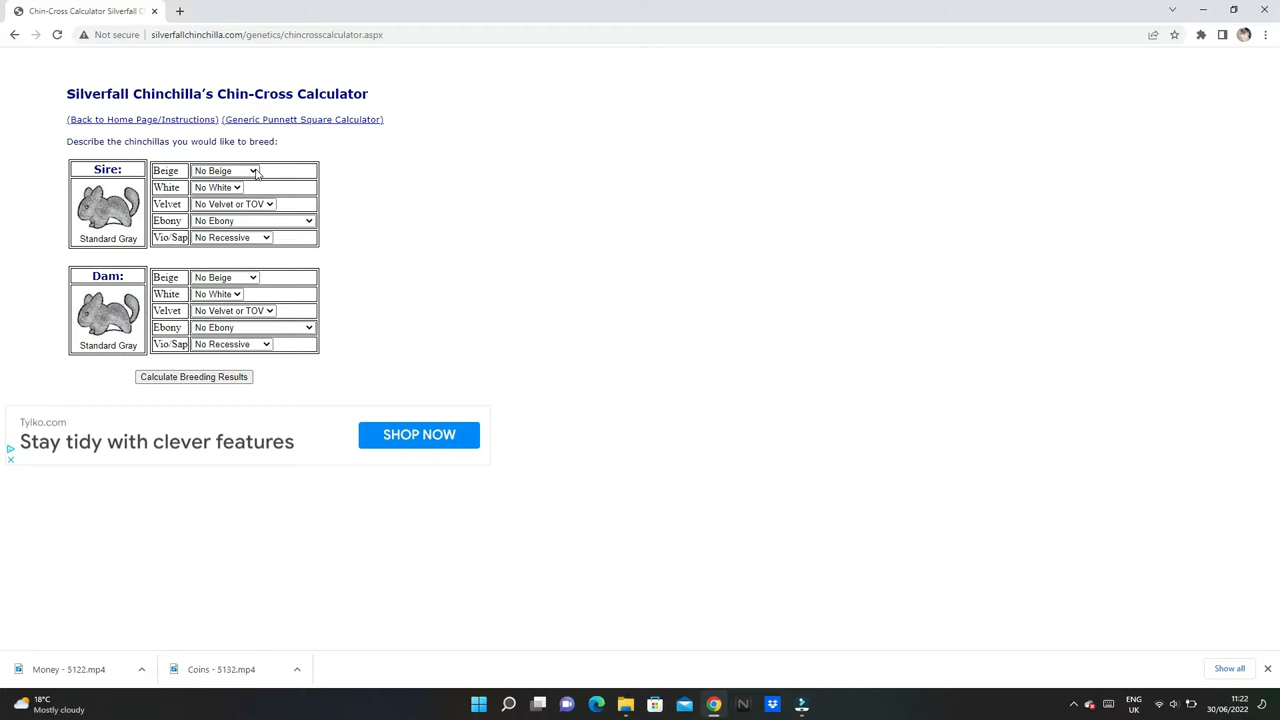 Chin-Cross Calculator Silverfall C
Not secure silverfallchinchilla.com/genetics/chincrosscalculator.aspx
Silverfall Chinchilla's Chin-Cross Calculator
(Back to Home Page/Instructions) (Generic Punnett Square Calculator)
Describe the chinchillas you would like to breed:
Sire:
Standard Gray
Beige No Beige
White No White
Velvet No Velvet or TOV
Ebony No Ebony
Vio/Sap No Recessive
Dam:
Standard Gray
Beige No Beige
White No White
Velvet No Velvet or TOV
Ebony No Ebony
Vio/Sap No Recessive
Calculate Breeding Results
Tylko.com
Stay tidy with clever features
SHOP NOW
Money - 5122.mp4
Coins - 5132.mp4
Show all
18°C
Mostly cloudy
ENG
UK
11:22
30/06/2022